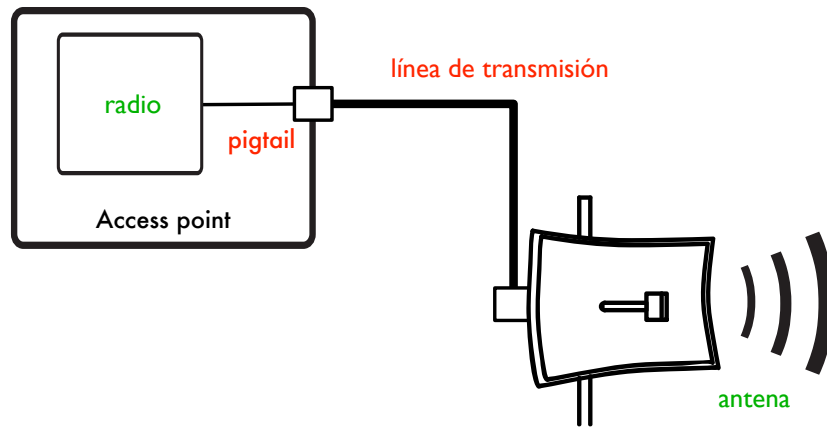 línea de transmisión
radio
pigtail
Access point
antena